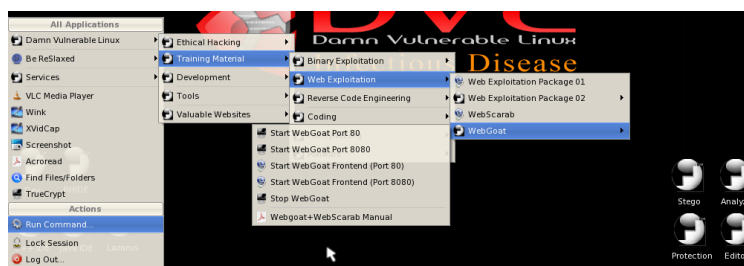 All Applications
Damn Vulnerable Linux
Be ReSlaxed
Services
VLC Media Player
Wink
XVidCap
Screenshot
Acroread
Find Files/Folders
TrueCrypt
Actions
Run Command...
Lock Session
Log Out...
Ethical Hacking
Training Material
Development
Tools
Valuable Websites
Damn Vulnerable Linux
Disease
Binary Exploitation
Web Exploitation
Reverse Code Engineering
Coding
Web Exploitation Package 01
Web Exploitation Package 02
WebScarab
WebGoat
Start WebGoat Port 80
Start WebGoat Port 8080
Start WebGoat Frontend (Port 80)
Start WebGoat Frontend (Port 8080)
Stop WebGoat
Webgoat+WebScarab Manual
Stego
Analy
Protection
Edito